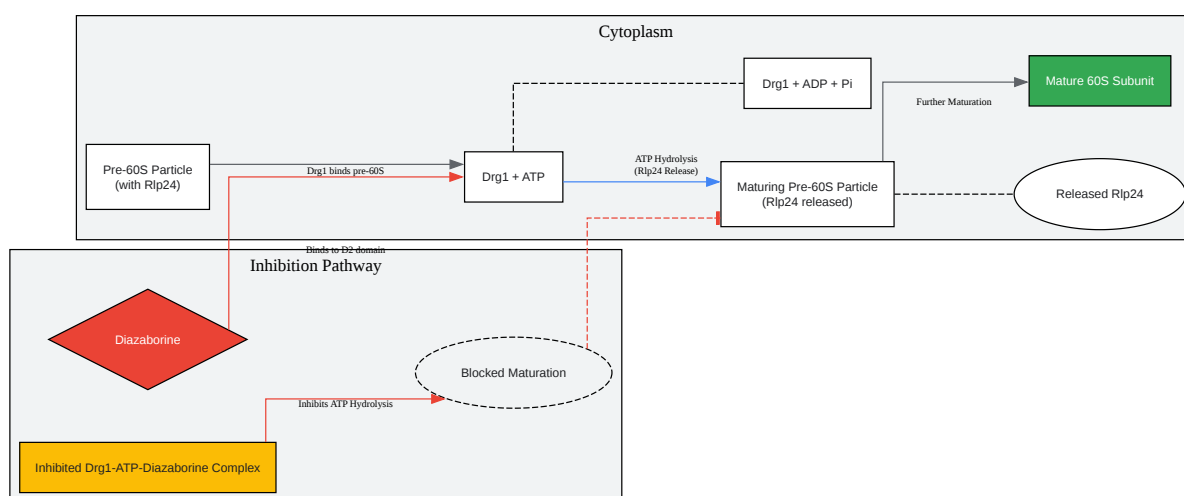 Cytoplasm
Drg1 + ADP + Pi
Mature 60S Subunit
Further Maturation
Pre-60S Particle
(with Rlp24)
Drg1 binds pre-60S
Drg1 + ATP
ATP Hydrolysis
(Rlp24 Release)
Maturing Pre-60S Particle
(Rlp24 released)
Released Rlp24
Binds to D2 domain
Inhibition Pathway
Diazaborine
Blocked Maturation
Inhibits ATP Hydrolysis
Inhibited Drg1-ATP-Diazaborine Complex